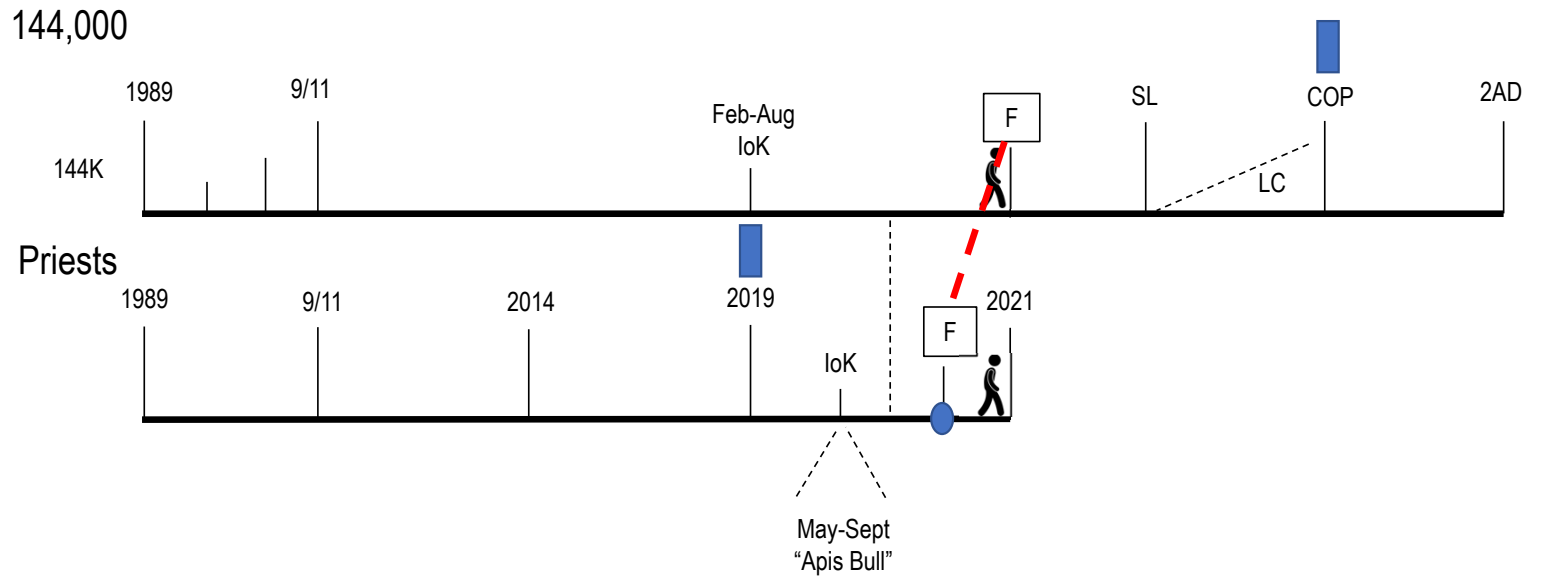 144,000
1989
9/11
Feb-Aug
IoK
F
SL
COP
2AD
144K
LC
Priests
1989
9/11
2014
2019
IoK
F
2021
May-Sept
“Apis Bull”